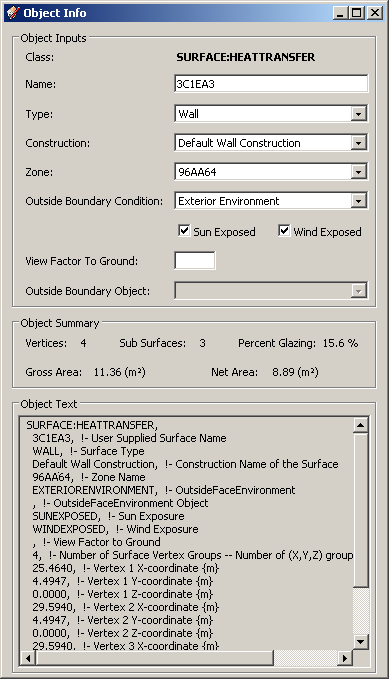 Object Info
Object Inputs
Class: SURFACE:HEATTRANSFER
Name: 3C1EA3
Type: Wall
Construction: Default Wall Construction
Zone: 96AA64
Outside Boundary Condition: Exterior Environment
Sun Exposed Wind Exposed
View Factor To Ground:
Outside Boundary Object:
Object Summary
Vertices: 4 Sub Surfaces: 3 Percent Glazing: 15.6 %
Gross Area: 11.36 (m²) Net Area: 8.89 (m²)
Object Text
SURFACE:HEATTRANSFER,
3C1EA3, !- User Supplied Surface Name
WALL, !- Surface Type
Default Wall Construction, !- Construction Name of the Surface
96AA64, !- Zone Name
EXTERIORENVIRONMENT, !- OutsideFaceEnvironment
, !- OutsideFaceEnvironment Object
SUNEXPOSED, !- Sun Exposure
WINDEXPOSED, !- Wind Exposure
, !- View Factor to Ground
4, !- Number of Surface Vertex Groups -- Number of (X,Y,Z) group
25.4640, !- Vertex 1 X-coordinate {m}
4.4947, !- Vertex 1 Y-coordinate {m}
0.0000, !- Vertex 1 Z-coordinate {m}
29.5940, !- Vertex 2 X-coordinate {m}
4.4947, !- Vertex 2 Y-coordinate {m}
0.0000, !- Vertex 2 Z-coordinate {m}
29.5940, !- Vertex 3 X-coordinate {m}